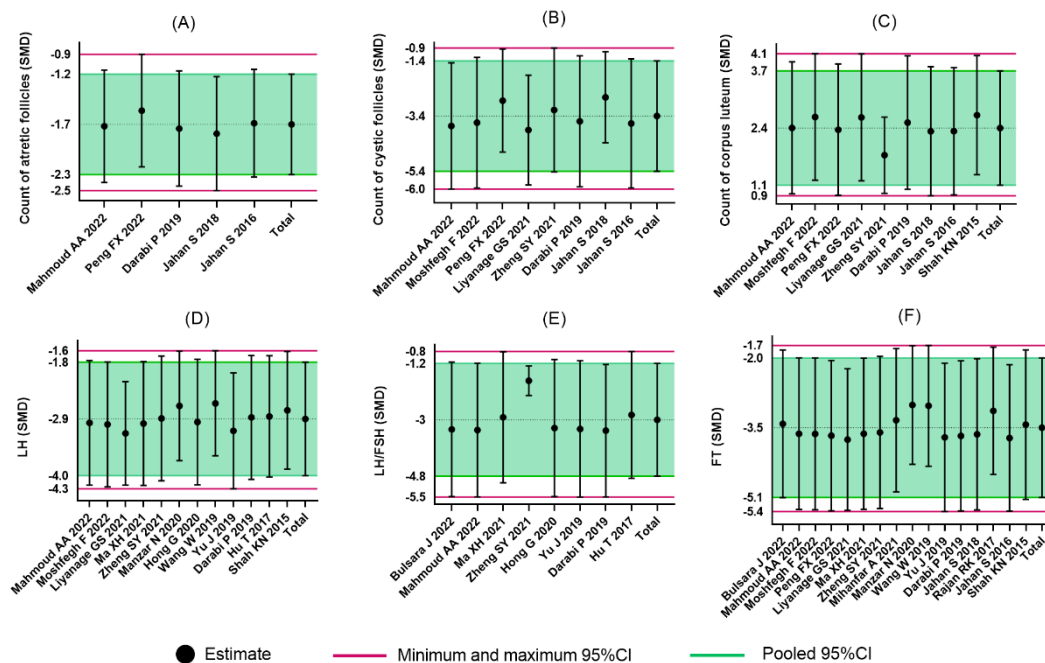 (A)
Count of atretic follicies (SMD)
-0.9
-1.2
-1.7
-2.3
-2.5
Mahmoud AA 2022
Peng FX 2022
Darabi P 2019
Jahan S 2018
Jahan S 2016
Total
(B)
Count of cystic follicies (SMD)
-0.9
-1.4
-3.4
-5.4
-6.0
Mahmoud AA 2022
Moshfegh F 2022
Peng FX 2022
Liyanage GS 2021
Zheng SY 2021
Darabi P 2019
Jahan S 2018
Jahan S 2016
Total
(C)
Count of corpus luteum (SMD)
4.1
3.7
2.4
1.1
0.9
Mahmoud AA 2022
Moshfegh F 2022
Peng FX 2022
Liyanage GS 2021
Zheng SY 2021
Darabi P 2019
Jahan S 2018
Jahan S 2016
Shah KN 2015
Total
(D)
LH (SMD)
-1.6
-1.8
-2.9
-4.0
-4.3
Mahmoud AA 2022
Moshfegh F 2022
Liyanage GS 2021
Ma XH 2021
Zheng SY 2021
Manzar N 2020
Hong G 2020
Wang W 2019
Yu J 2019
Darabi P 2019
Hu T 2017
Shah KN 2015
Total
(E)
LH/FSH (SMD)
-0.8
-1.2
-3
-4.8
-5.5
Bulsara J 2022
Mahmoud AA 2022
Ma XH 2021
Zheng SY 2021
Hong G 2020
Yu J 2019
Darabi P 2019
Hu T 2017
Total
(F)
FT (SMD)
-1.7
-2.0
-3.5
-5.1
-5.4
Bulsara J 2022
Mahmoud AA 2022
Moshfegh F 2022
Peng FX 2022
Liyanage GS 2021
Ma XH 2021
Zheng SY 2021
Mihanfar A 2021
Manzar N 2020
Wang W 2019
Yu J 2019
Darabi P 2019
Jahan S 2018
Rajan RK 2017
Jahan S 2016
Shah KN 2015
Total
Estimate
Minimum and maximum 95%CI
Pooled 95%CI